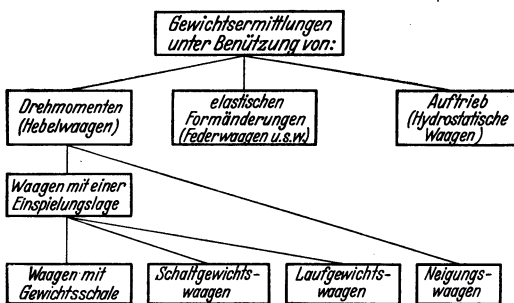 Gewichtsermittlungen
unter Benützung von:
Drehmomenten
(Hebelwaagen)
elastischen
Formänderungen
(Federwaagen u.s.w.)
Auftrieb
(Hydrostatische
Waagen)
Waagen mit einer
Einspielungslage
Waagen mit
Gewichtsschale
Schaltgewichts-
waagen
Laufgewichts-
waagen
Neigungs-
waagen